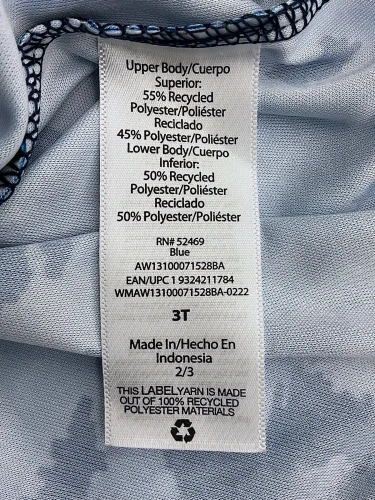 Upper Body/Cuerpo
Superior:
55% Recycled
Polyester/Poliéster
Reciclado
45% Polyester/Poliéster
Lower Body/Cuerpo
Inferior:
50% Recycled
Polyester/Poliéster
Reciclado
50% Polyester/Poliéster
RN# 52469
Blue
AW13100071528BA
EAN/UPC 1 9324211784
WMAW13100071528BA-0222
3T
Made In/Hecho En
Indonesia
2/3
THIS LABELYARN IS MADE
OUT OF 100% RECYCLED
POLYESTER MATERIALS